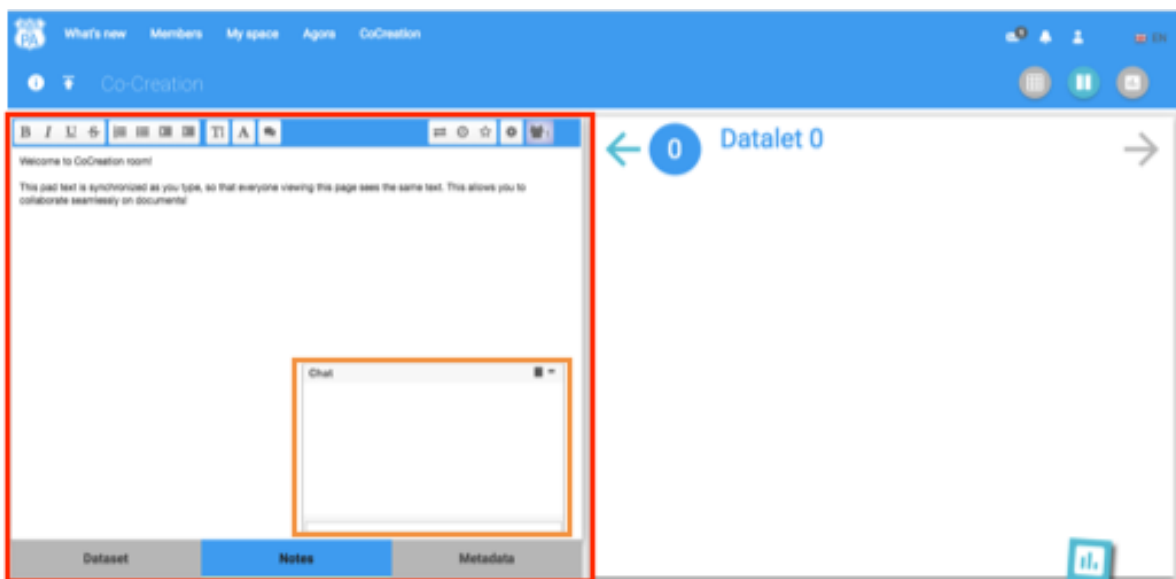 PA
What's new Members My space Agora CoCreation
EN
Co-Creation
B I U S TI A
Welcome to CoCreation room!
This pad text is synchronized as you type, so that everyone viewing this page sees the same text. This allows you to
collaborate seamlessly on documents!
Chat
Dataset Notes Metadata
0 Datalet 0